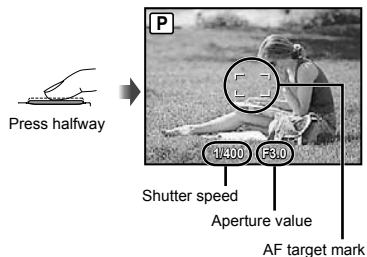 P
Press halfway
1/400 F3.0
Shutter speed
Aperture value
AF target mark